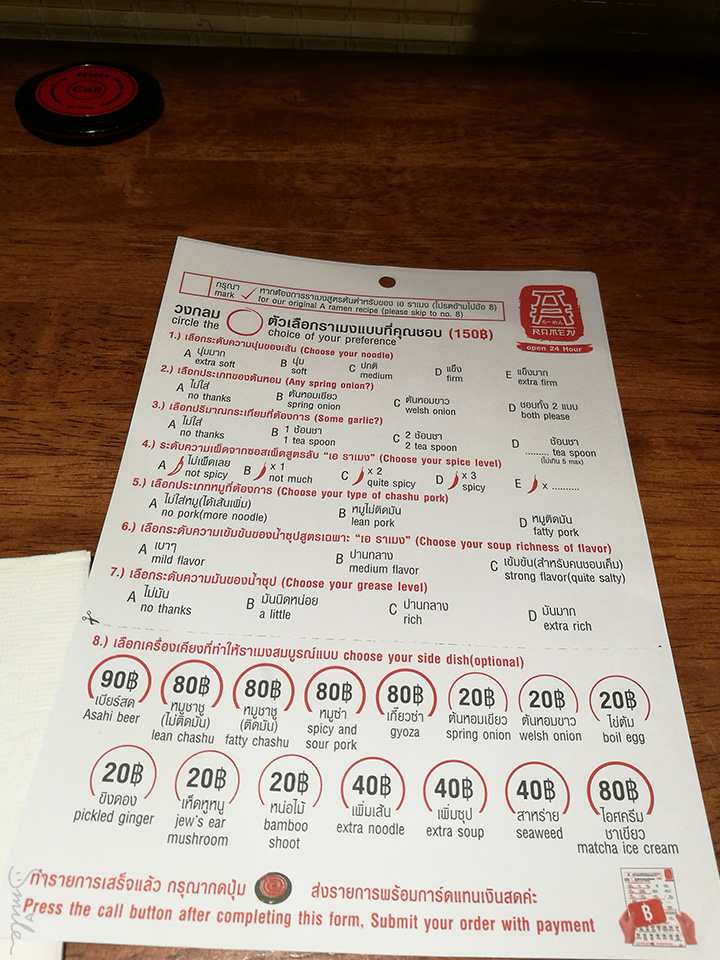 Call
กรุณา
mark
หากต้องการราเมงสูตรต้นตำหรับของ เอ ราเมง (โปรดข้ามไปข้อ 8)
for our original A ramen recipe (please skip to no. 8)
らーめん
RAMEN
open 24 Hour
วงกลม
circle the
ตัวเลือกราเมงแบบที่คุณชอบ (150฿)
choice of your preference
1.) เลือกระดับความนุ่มของเส้น (Choose your noodle)
A นุ่มมาก B นุ่ม C ปกติ D แข็ง E แข็งมาก
extra soft soft medium firm extra firm
2.) เลือกประเภทของต้นหอม (Any spring onion?)
A ไม่ใส่ B ต้นหอมเขียว C ต้นหอมขาว D ชอบทั้ง 2 แบบ
no thanks spring onion welsh onion both please
3.) เลือกปริมาณกระเทียมที่ต้องการ (Some garlic?)
A ไม่ใส่ B 1 ช้อนชา C 2 ช้อนชา D ช้อนชา
no thanks 1 tea spoon 2 tea spoon ......... tea spoon
(ไม่เกิน 5 max)
4.) ระดับความเผ็ดจากซอสเผ็ดสูตรลับ "เอ ราเมง" (Choose your spice level)
A ไม่เผ็ดเลย B x 1 C x 2 D x 3 E x ..........
not spicy not much quite spicy spicy
5.) เลือกประเภทหมูที่ต้องการ (Choose your type of chashu pork)
A ไม่ใส่หมู(ได้เส้นเพิ่ม) B หมูไม่ติดมัน D หมูติดมัน
no pork(more noodle) lean pork fatty pork
6.) เลือกระดับความเข้มข้นของน้ำซุปสูตรเฉพาะ "เอ ราเมง" (Choose your soup richness of flavor)
A เบาๆ B ปานกลาง C เข้มข้น(สำหรับคนชอบเค็ม)
mild flavor medium flavor strong flavor(quite salty)
7.) เลือกระดับความมันของน้ำซุป (Choose your grease level)
A ไม่มัน B มันนิดหน่อย C ปานกลาง D มันมาก
no thanks a little rich extra rich
8.) เลือกเครื่องเคียงที่ทำให้ราเมงสมบูรณ์แบบ choose your side dish(optional)
90฿ 80฿ 80฿ 80฿ 80฿ 20฿ 20฿ 20฿
เบียร์สด หมูชาชู หมูชาชู หมูซ่า เกี๊ยวซ่า ต้นหอมเขียว ต้นหอมขาว ไข่ต้ม
Asahi beer (ไม่ติดมัน) (ติดมัน) spicy and gyoza spring onion welsh onion boil egg
lean chashu fatty chashu sour pork
20฿ 20฿ 20฿ 40฿ 40฿ 40฿ 80฿
ขิงดอง เห็ดหูหนู หน่อไม้ เพิ่มเส้น เพิ่มซุป สาหร่าย ไอศครีม
pickled ginger jew's ear bamboo extra noodle extra soup seaweed ชาเขียว
mushroom shoot matcha ice cream
ทำรายการเสร็จแล้ว กรุณากดปุ่ม ส่งรายการพร้อมการ์ดแทนเงินสดค่ะ
Press the call button after completing this form, Submit your order with payment
฿